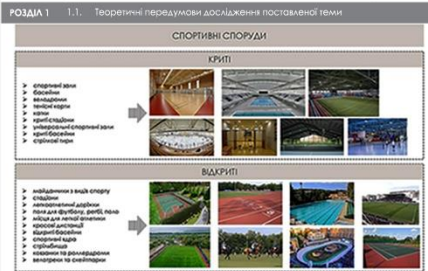 РОЗДІЛ 1 1.1. Теоретичні передумови дослідження поставленої теми
СПОРТИВНІ СПОРУДИ
КРИТІ
спортивні зали
басейни
велодроми
тенісні корти
катки
криті стадіони
універсальні спортивні зали
криті басейни
стрілкові тири
ВІДКРИТІ
майданчики з видів спорту
стадіони
легкоатлетичні доріжки
поля для футболу, регбі, поло
місця для легкої атлетики
кросові дистанції
відкриті басейни
спортивні ядра
стрільбища
ковзанки та роллердроми
велотреки та скейтпарки